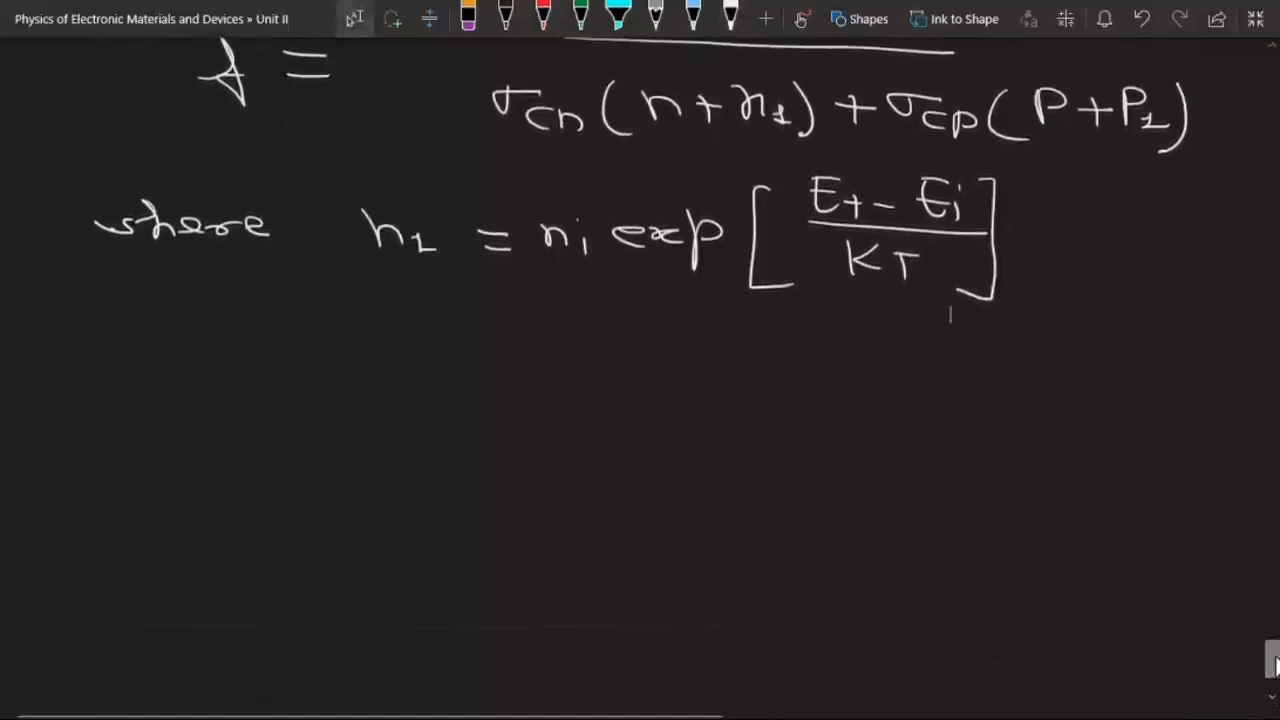 Physics of Electronic Materials and Devices » Unit II
Shapes
Ink to Shape
f =
σcn (n + n1) + σcp (P + P1)
where n1 = ni exp [ (Et - Ei) / KT ]